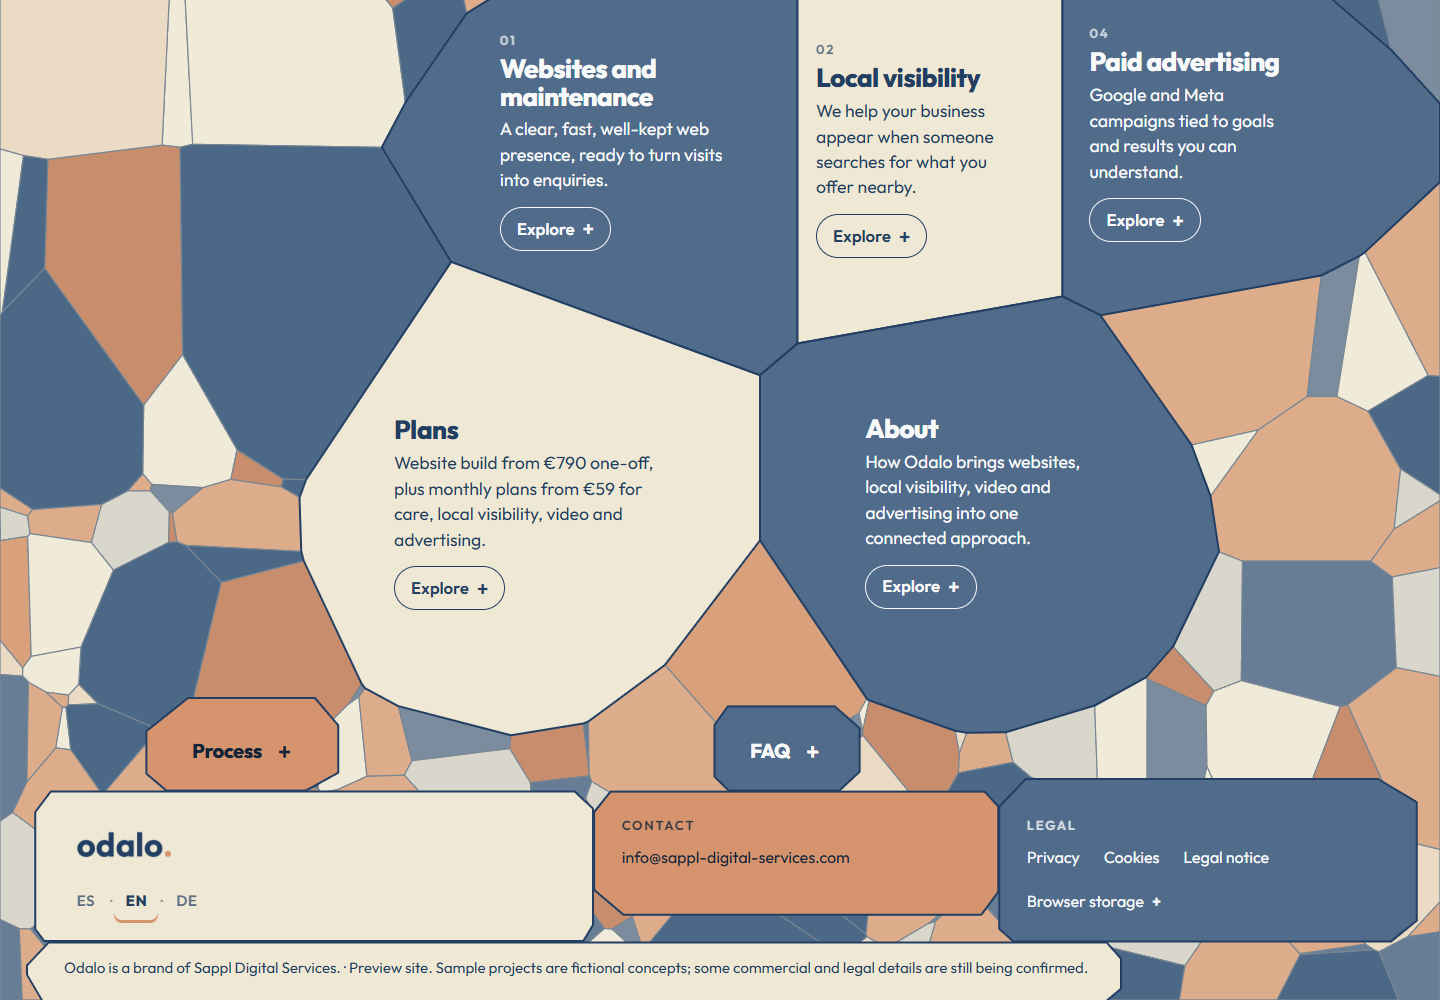 01
Websites and
maintenance
A clear, fast, well-kept web
presence, ready to turn visits
into enquiries.
Explore +
02
Local visibility
We help your business
appear when someone
searches for what you
offer nearby.
Explore +
04
Paid advertising
Google and Meta
campaigns tied to goals
and results you can
understand.
Explore +
Plans
Website build from €790 one-off,
plus monthly plans from €59 for
care, local visibility, video and
advertising.
Explore +
About
How Odalo brings websites,
local visibility, video and
advertising into one
connected approach.
Explore +
Process +
FAQ +
odalo.
ES · EN · DE
CONTACT
info@sappl-digital-services.com
LEGAL
Privacy Cookies Legal notice
Browser storage +
Odalo is a brand of Sappl Digital Services. · Preview site. Sample projects are fictional concepts; some commercial and legal details are still being confirmed.